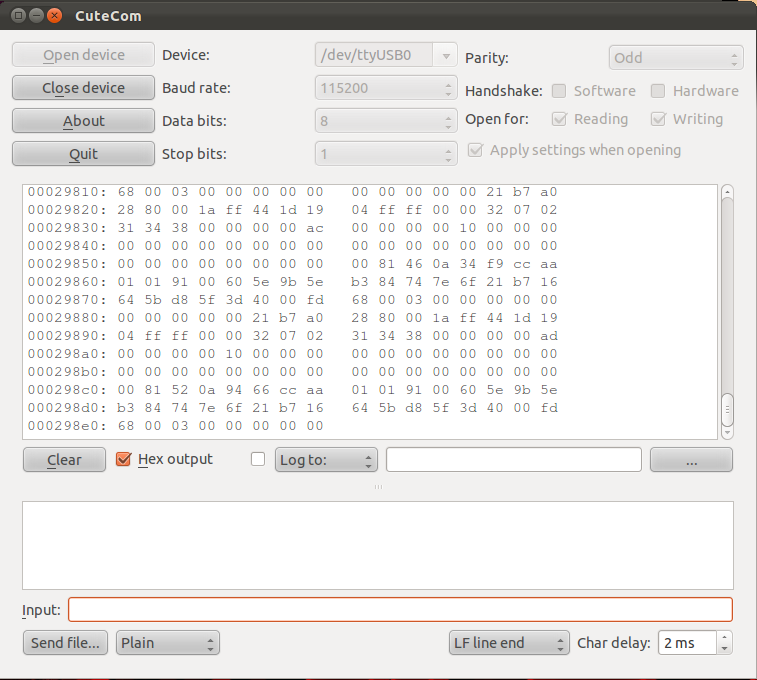 CuteCom
Open device
Device:
/dev/ttyUSB0
Parity:
Odd
Close device
Baud rate:
115200
Handshake:
Software
Hardware
About
Data bits:
8
Open for:
Reading
Writing
Quit
Stop bits:
1
Apply settings when opening
00029810: 68 00 03 00 00 00 00 00 00 00 00 00 00 21 b7 a0
00029820: 28 80 00 1a ff 44 1d 19 04 ff ff 00 00 32 07 02
00029830: 31 34 38 00 00 00 00 ac 00 00 00 00 10 00 00 00
00029840: 00 00 00 00 00 00 00 00 00 00 00 00 00 00 00 00
00029850: 00 00 00 00 00 00 00 00 00 81 46 0a 34 f9 cc aa
00029860: 01 01 91 00 60 5e 9b 5e b3 84 74 7e 6f 21 b7 16
00029870: 64 5b d8 5f 3d 40 00 fd 68 00 03 00 00 00 00 00
00029880: 00 00 00 00 00 21 b7 a0 28 80 00 1a ff 44 1d 19
00029890: 04 ff ff 00 00 32 07 02 31 34 38 00 00 00 00 ad
000298a0: 00 00 00 00 10 00 00 00 00 00 00 00 00 00 00 00
000298b0: 00 00 00 00 00 00 00 00 00 00 00 00 00 00 00 00
000298c0: 00 81 52 0a 94 66 cc aa 01 01 91 00 60 5e 9b 5e
000298d0: b3 84 74 7e 6f 21 b7 16 64 5b d8 5f 3d 40 00 fd
000298e0: 68 00 03 00 00 00 00 00
Clear
Hex output
Log to:
...
Input:
Send file...
Plain
LF line end
Char delay:
2 ms